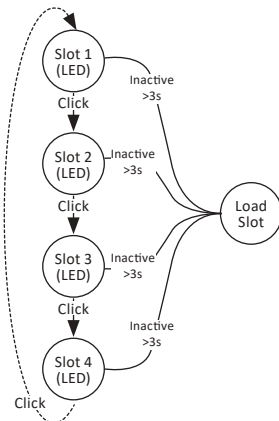 Slot 1
(LED)
Inactive
>3s
Click
Slot 2
(LED)
Inactive
>3s
Click
Load
Slot
Slot 3
(LED)
Inactive
>3s
Click
Inactive
>3s
Slot 4
(LED)
Click